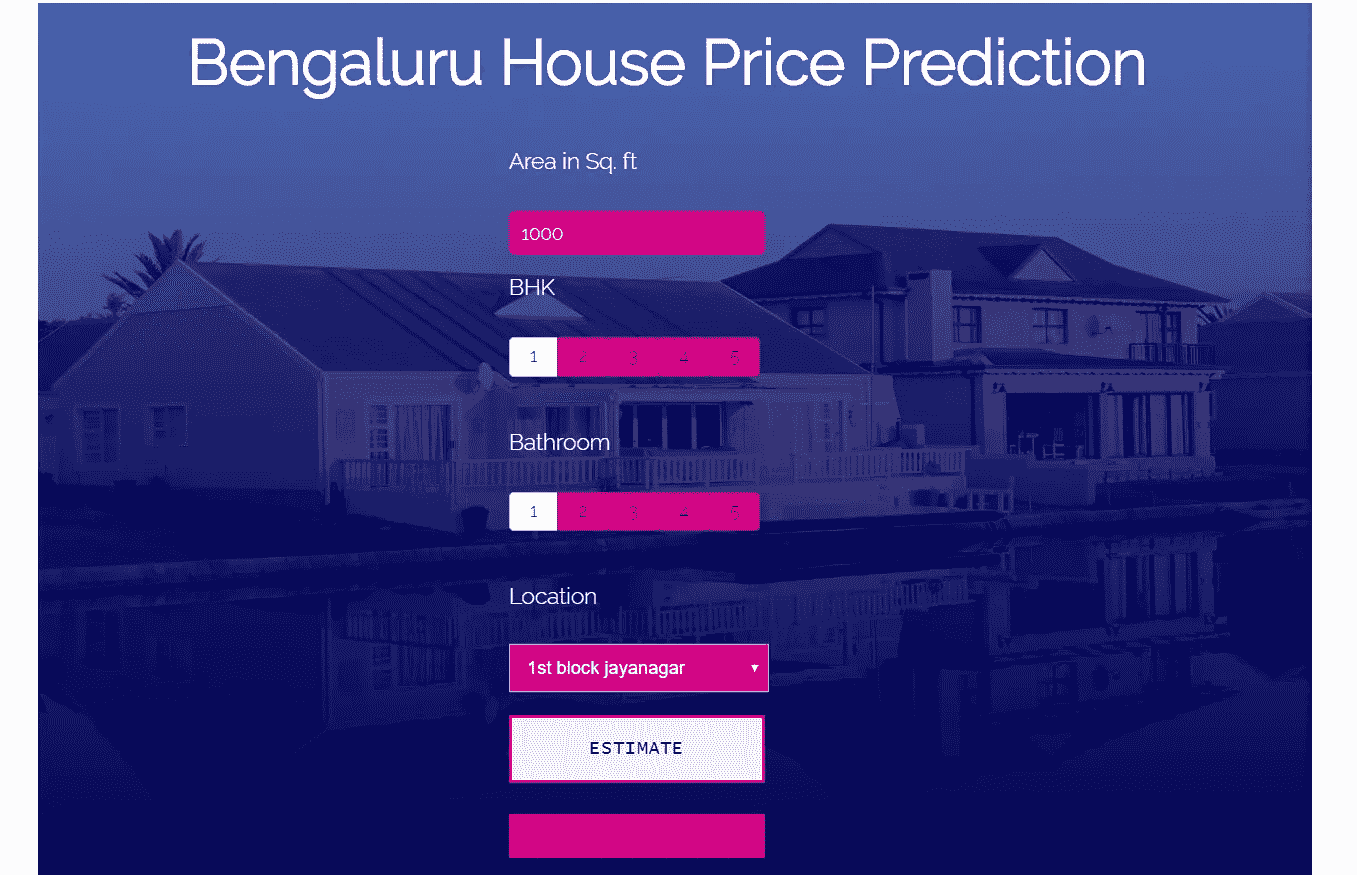 Bengaluru House Price Prediction
Area in Sq. ft
1000
BHK
1 2 3 4 5
Bathroom
1 2 3 4 5
Location
1st block jayanagar
ESTIMATE